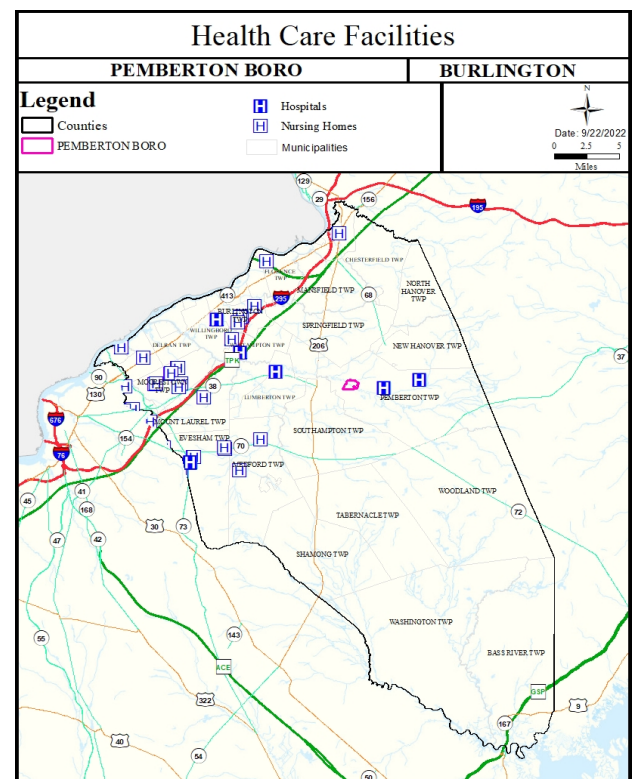 Health Care Facilities
PEMBERTON BORO
BURLINGTON
Legend
Counties
PEMBERTON BORO
H Hospitals
H Nursing Homes
Municipalities
N
Date: 9/22/2022
0 2.5 5
Miles
129
29
156
195
H
CHESTERFIELD TWP
H
FLORENCE
TWP
NORTH
HANOVER
TWP
MANSFIELD TWP
413
295
68
H
H
WILLINGBORO
TWP
SPRINGFIELD TWP
206
NEW HANOVER TWP
DELRAN TWP
TPK
37
90
130
38
LUMBERTON TWP
PEMBERTON TWP
MOUNT LAUREL TWP
SOUTHAMPTON TWP
676
76
154
EVESHAM TWP
70
MEDFORD TWP
45
41
168
30
73
WOODLAND TWP
72
TABERNACLE TWP
47
42
SHAMONG TWP
WASHINGTON TWP
143
55
BASS RIVER TWP
ACE
GSP
322
9
167
40
54
50